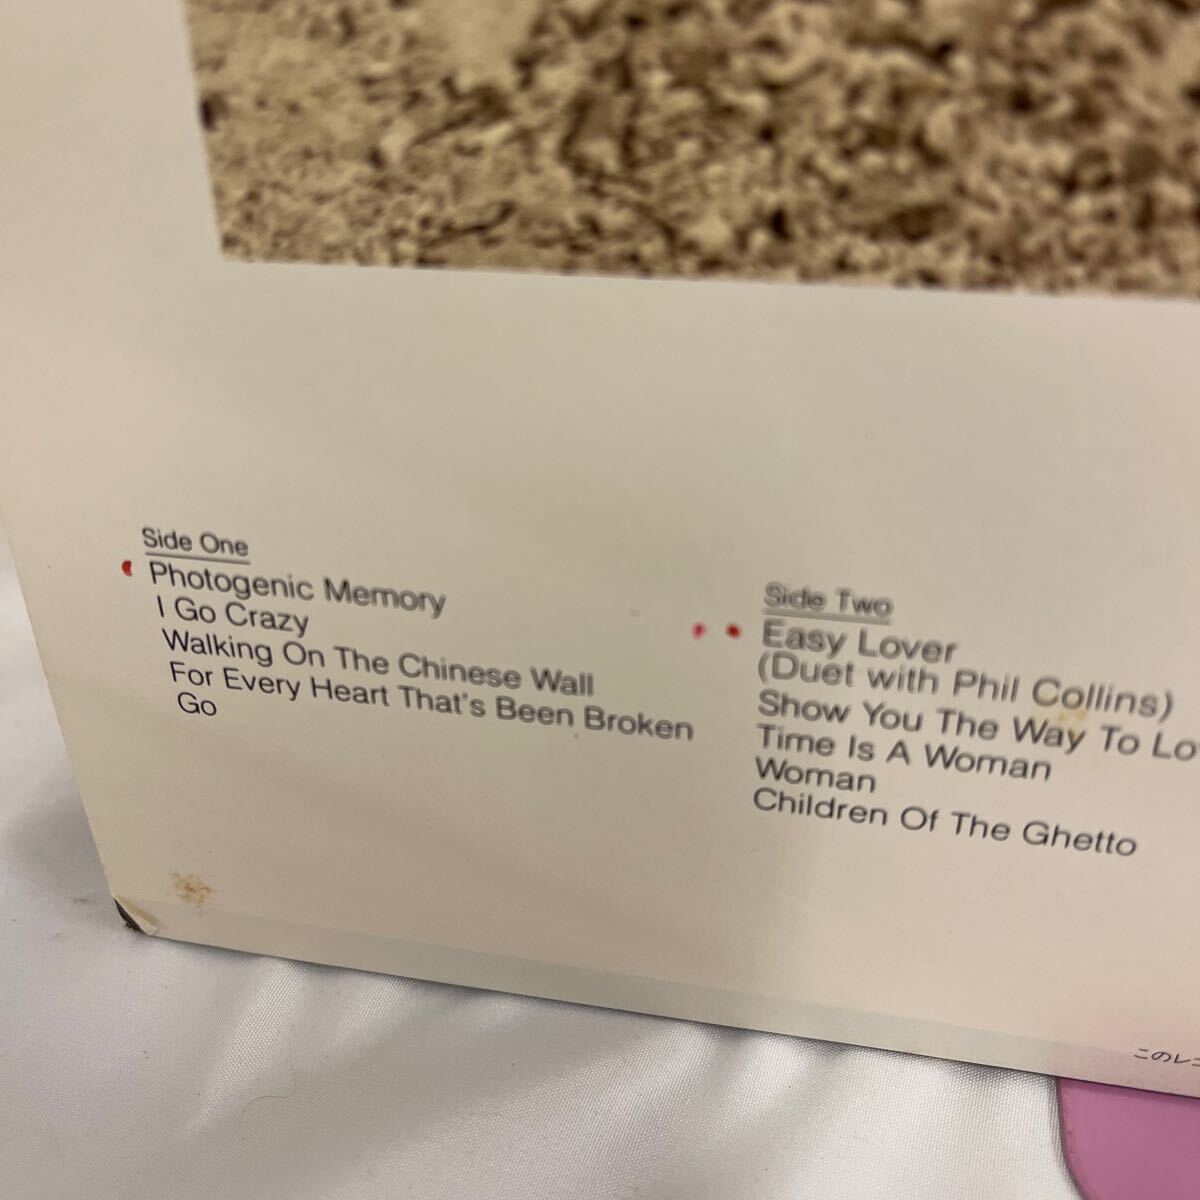 Side One
Photogenic Memory
I Go Crazy
Walking On The Chinese Wall
For Every Heart That's Been Broken
Go
Side Two
Easy Lover
(Duet with Phil Collins)
Show You The Way To Lo
Time Is A Woman
Woman
Children Of The Ghetto
このレコ